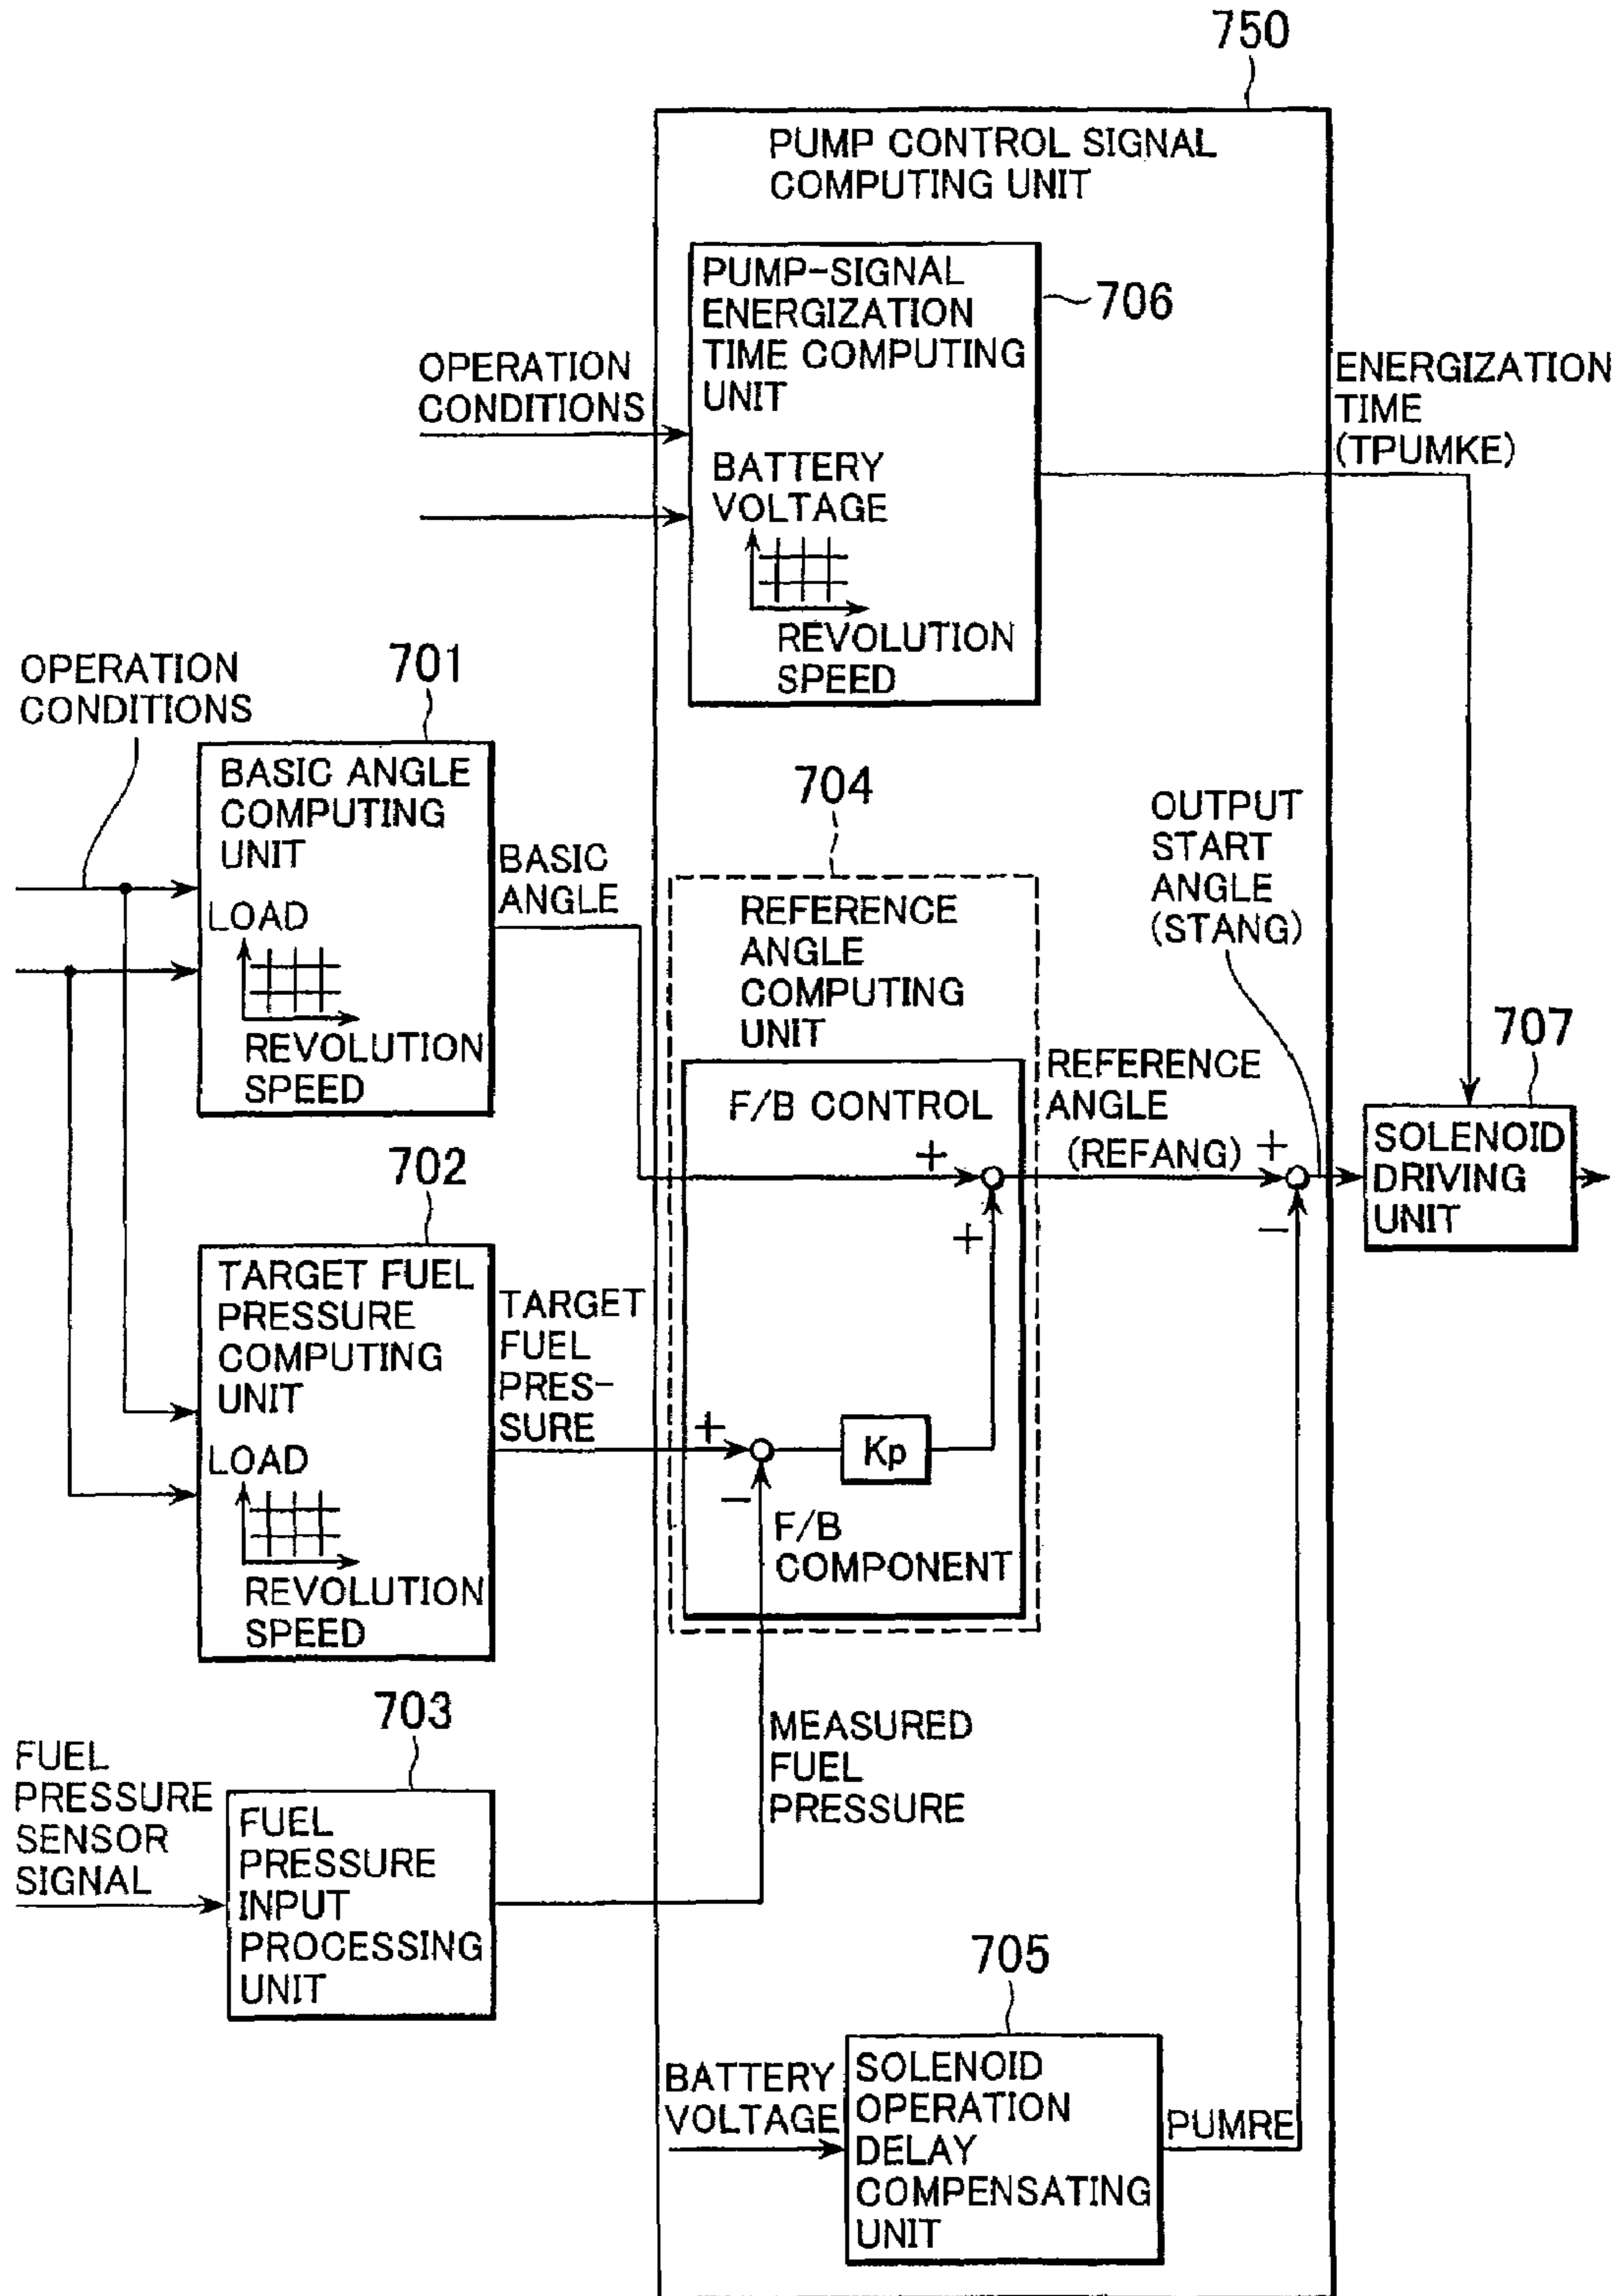 750
PUMP CONTROL SIGNAL
COMPUTING UNIT
PUMP-SIGNAL
ENERGIZATION
TIME COMPUTING
UNIT
706
OPERATION
CONDITIONS
BATTERY
VOLTAGE
REVOLUTION
SPEED
ENERGIZATION
TIME
(TPUMKE)
OPERATION
CONDITIONS
701
BASIC ANGLE
COMPUTING
UNIT
LOAD
REVOLUTION
SPEED
BASIC
ANGLE
704
REFERENCE
ANGLE
COMPUTING
UNIT
OUTPUT
START
ANGLE
(STANG)
F/B CONTROL
+
+
REFERENCE
ANGLE
(REFANG)
+
−
707
SOLENOID
DRIVING
UNIT
702
TARGET FUEL
PRESSURE
COMPUTING
UNIT
LOAD
REVOLUTION
SPEED
TARGET
FUEL
PRES-
SURE
+
−
Kp
F/B
COMPONENT
703
FUEL
PRESSURE
SENSOR
SIGNAL
FUEL
PRESSURE
INPUT
PROCESSING
UNIT
MEASURED
FUEL
PRESSURE
705
BATTERY
VOLTAGE
SOLENOID
OPERATION
DELAY
COMPENSATING
UNIT
PUMRE